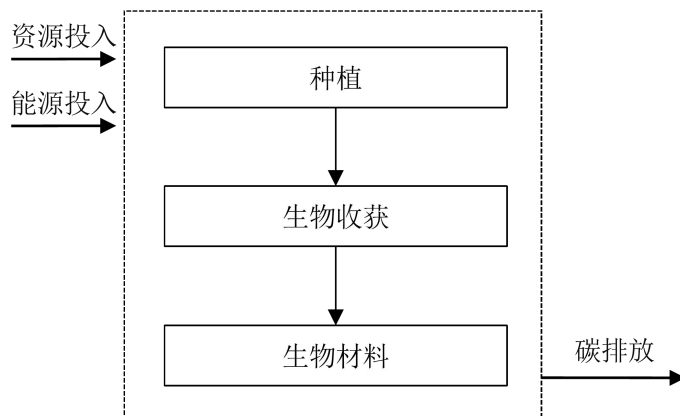 资源投入
能源投入
种植
生物收获
生物材料
碳排放